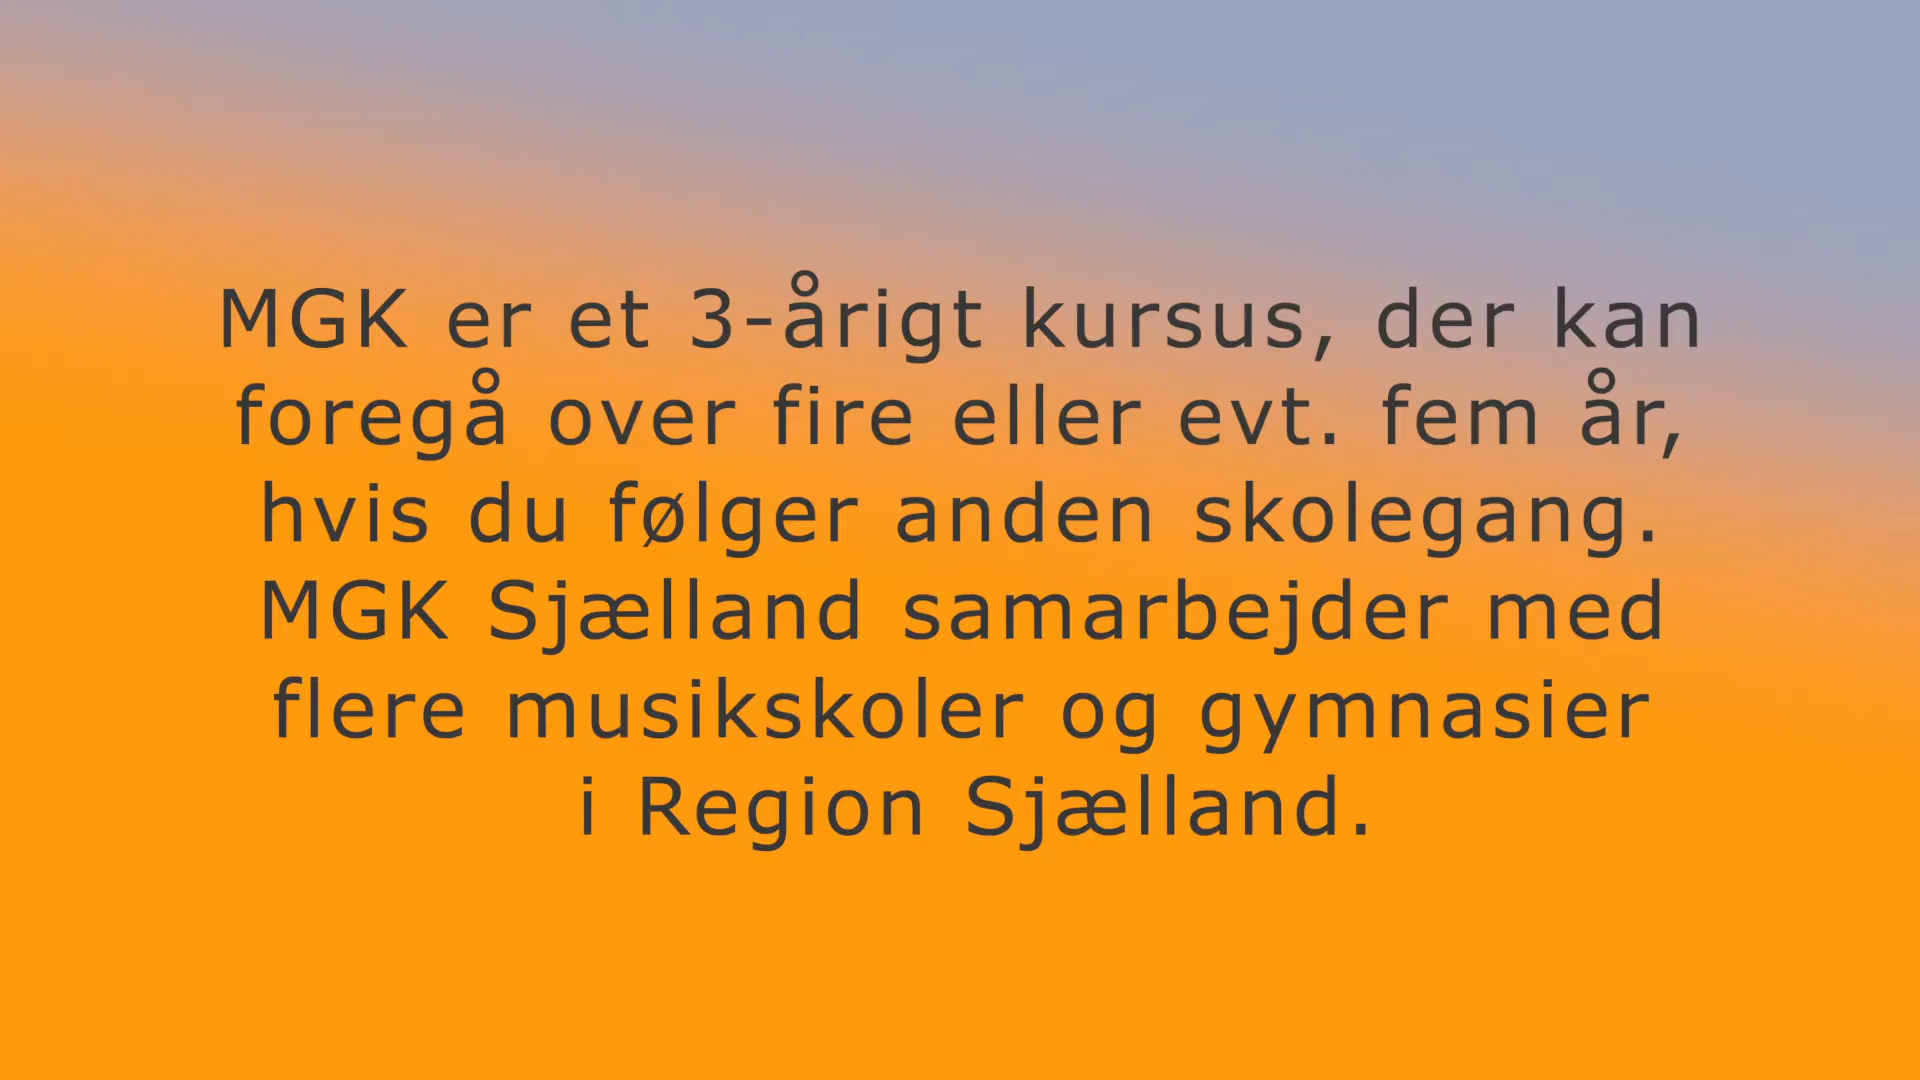 MGK er et 3-årigt kursus, der kan
foregå over fire eller evt. fem år,
hvis du følger anden skolegang.
MGK Sjælland samarbejder med
flere musikskoler og gymnasier
i Region Sjælland.